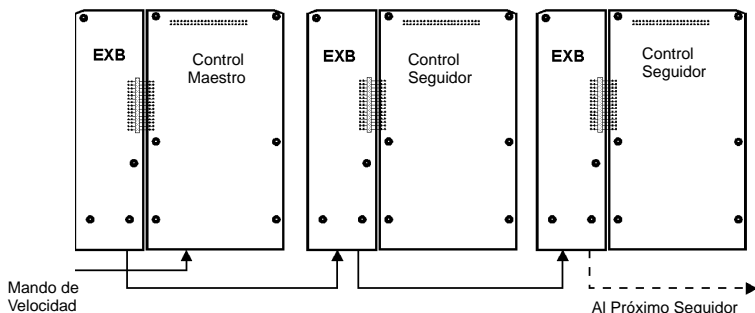 EXB
Control
Maestro
EXB
Control
Seguidor
EXB
Control
Seguidor
Mando de
Velocidad
Al Próximo Seguidor